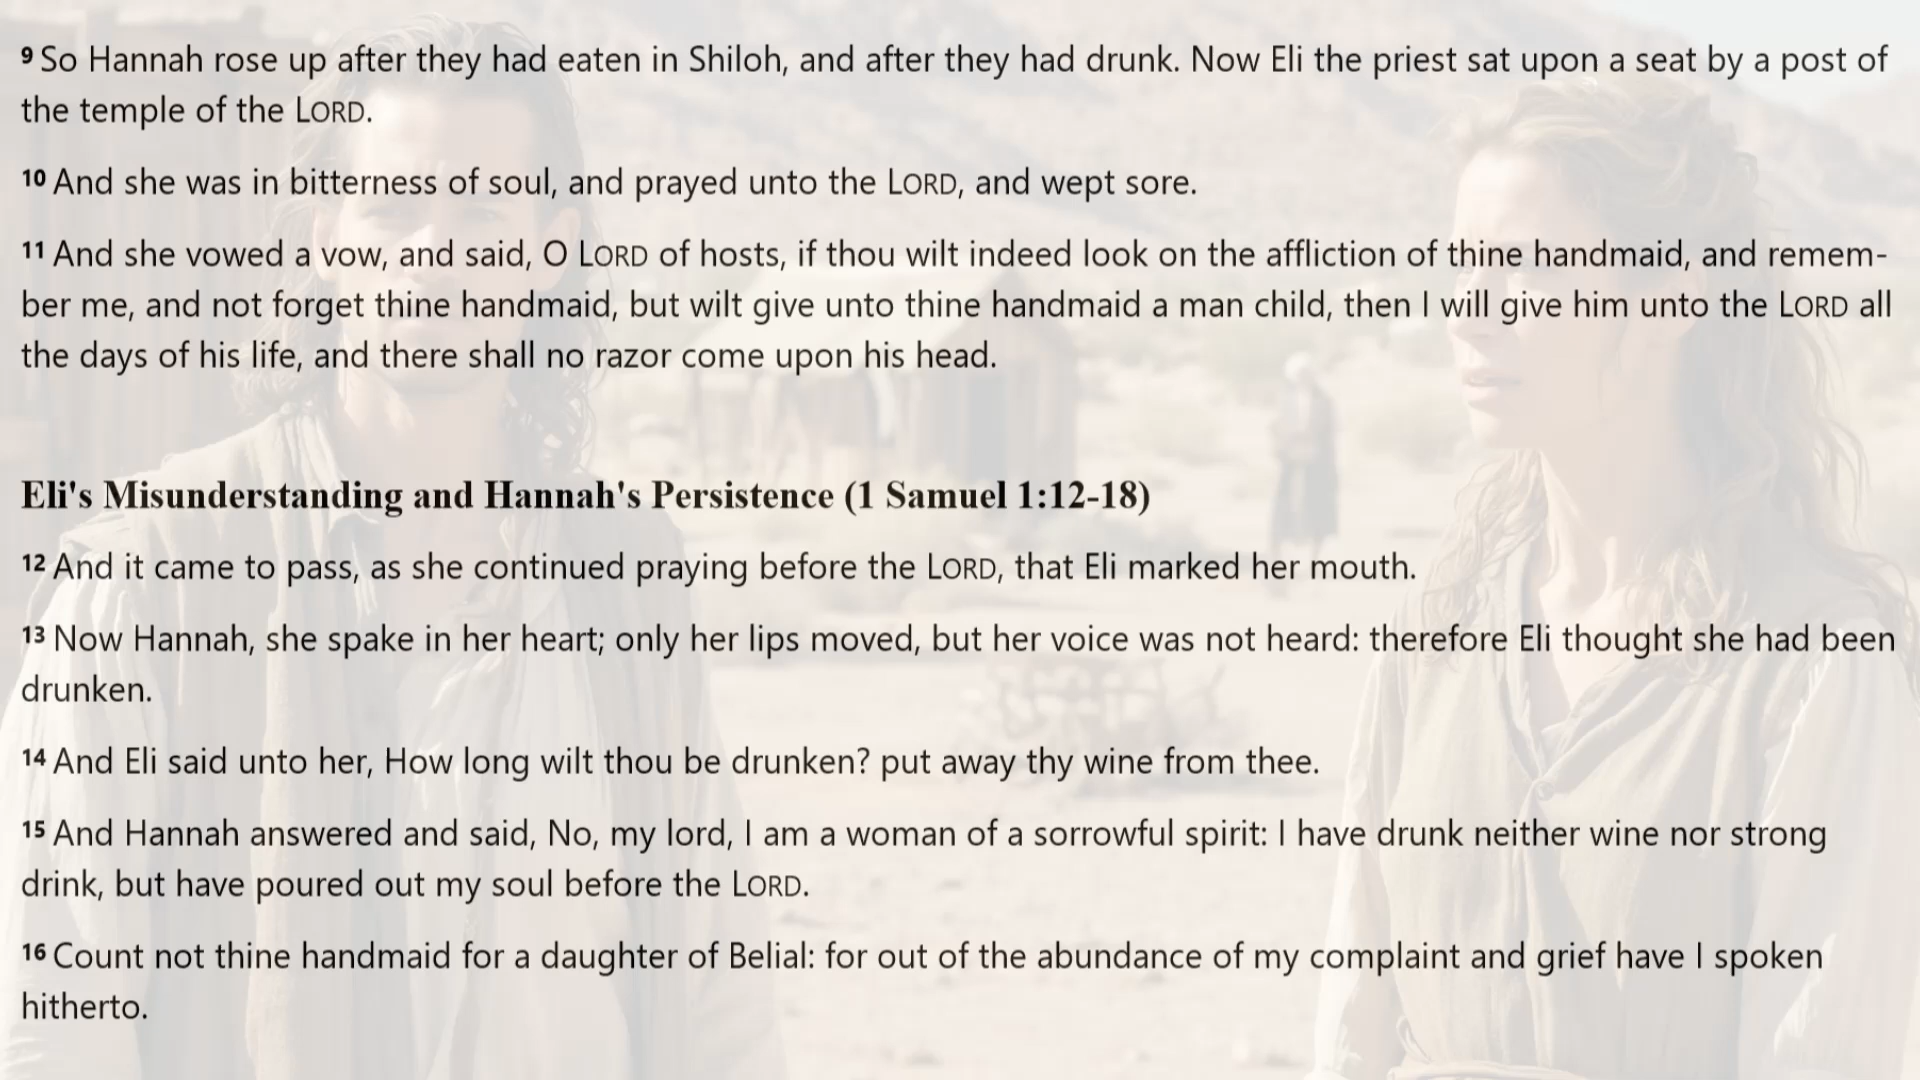 9 So Hannah rose up after they had eaten in Shiloh, and after they had drunk. Now Eli the priest sat upon a seat by a post of
the temple of the LORD.
10 And she was in bitterness of soul, and prayed unto the LORD, and wept sore.
11 And she vowed a vow, and said, O LORD of hosts, if thou wilt indeed look on the affliction of thine handmaid, and remem-
ber me, and not forget thine handmaid, but wilt give unto thine handmaid a man child, then I will give him unto the LORD all
the days of his life, and there shall no razor come upon his head.
Eli's Misunderstanding and Hannah's Persistence (1 Samuel 1:12-18)
12 And it came to pass, as she continued praying before the LORD, that Eli marked her mouth.
13 Now Hannah, she spake in her heart; only her lips moved, but her voice was not heard: therefore Eli thought she had been
drunken.
14 And Eli said unto her, How long wilt thou be drunken? put away thy wine from thee.
15 And Hannah answered and said, No, my lord, I am a woman of a sorrowful spirit: I have drunk neither wine nor strong
drink, but have poured out my soul before the LORD.
16 Count not thine handmaid for a daughter of Belial: for out of the abundance of my complaint and grief have I spoken
hitherto.